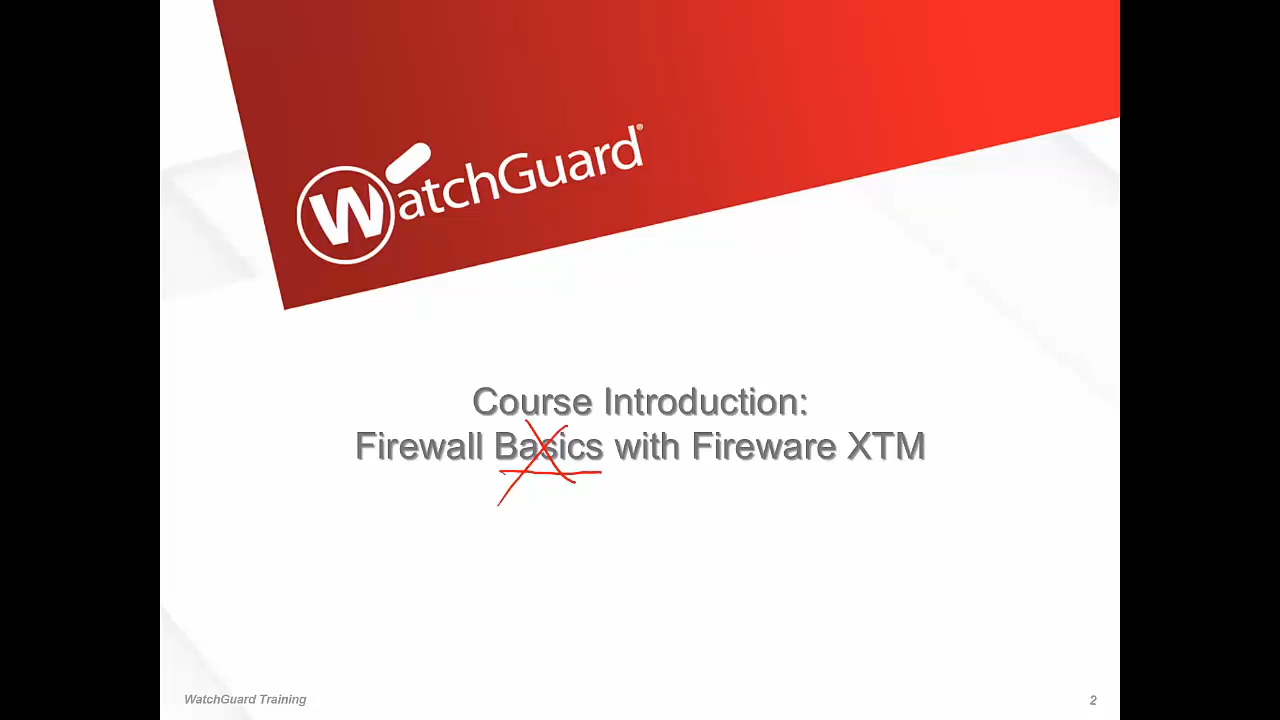 WatchGuard®
Course Introduction:
Firewall Basics with Fireware XTM
WatchGuard Training
2